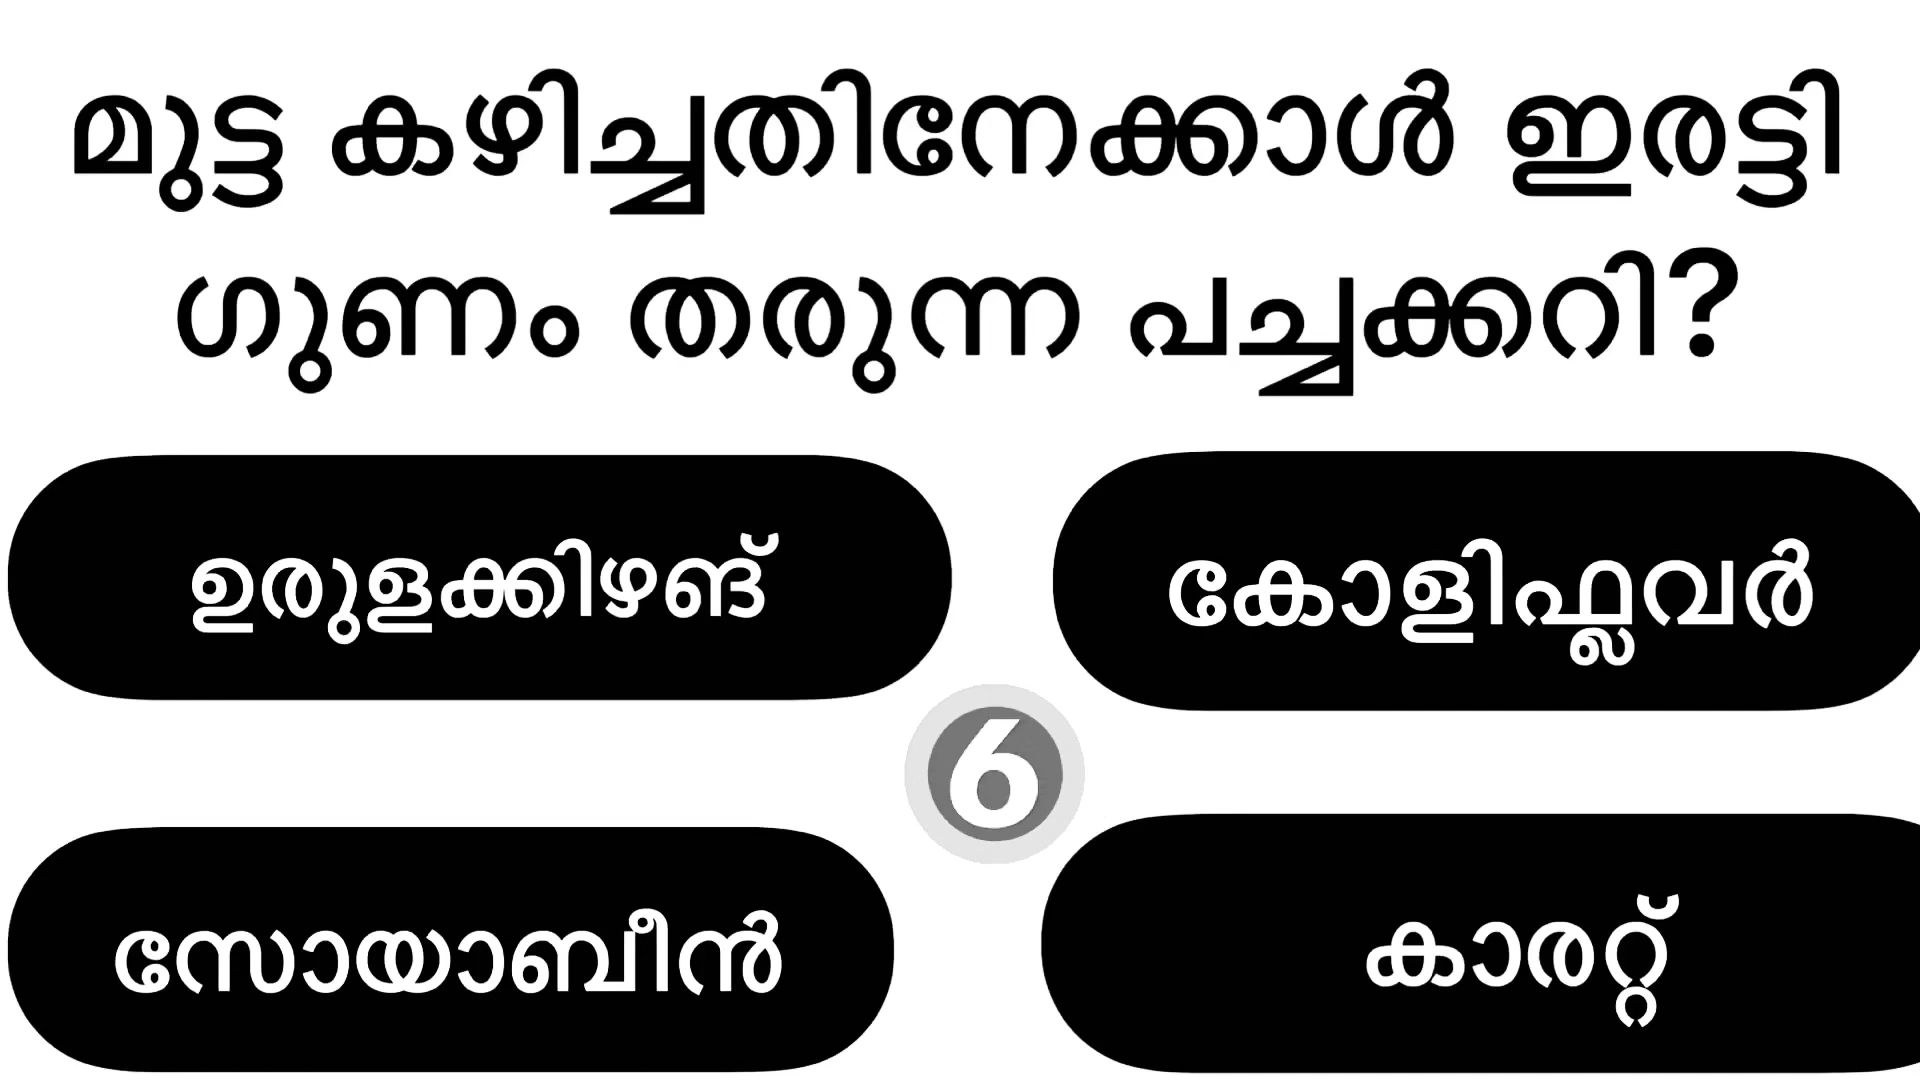 മുട്ട കഴിച്ചതിനേക്കാൾ ഇരട്ടി
ഗുണം തരുന്ന പച്ചക്കറി?
ഉരുളക്കിഴങ്
കോളിഫ്ലവർ
6
സോയാബീൻ
കാരറ്റ്